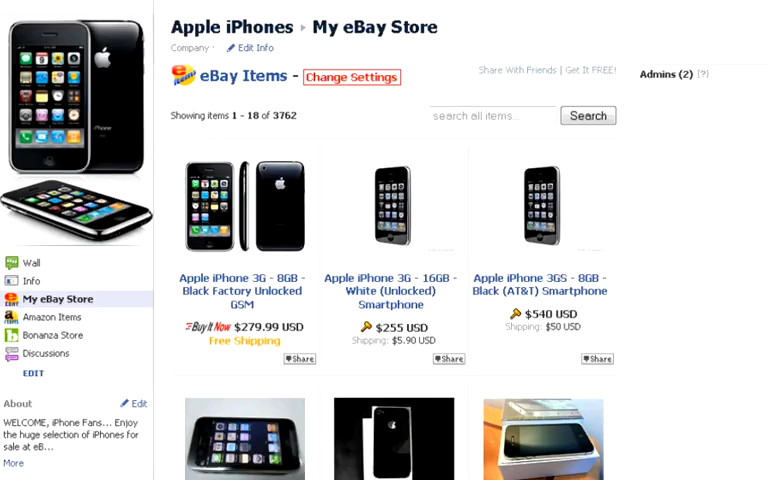 Apple iPhones ▸ My eBay Store
Company ·
Edit Info
eBay Items - Change Settings
Share With Friends | Get It FREE!
Admins (2) (?)
Showing items 1 - 18 of 3762
search all items...
Search
iPhone
Apple iPhone 3G - 8GB -
Black Factory Unlocked
GSM
Buy It Now $279.99 USD
Free Shipping
Share
Apple iPhone 3G - 16GB -
White (Unlocked)
Smartphone
$255 USD
Shipping: $5.90 USD
Share
Apple iPhone 3GS - 8GB -
Black (AT&T) Smartphone
$540 USD
Shipping: $50 USD
Share
Wall
Info
My eBay Store
Amazon Items
Bonanza Store
Discussions
EDIT
About
Edit
WELCOME, iPhone Fans... Enjoy
the huge selection of iPhones for
sale at eB...
More